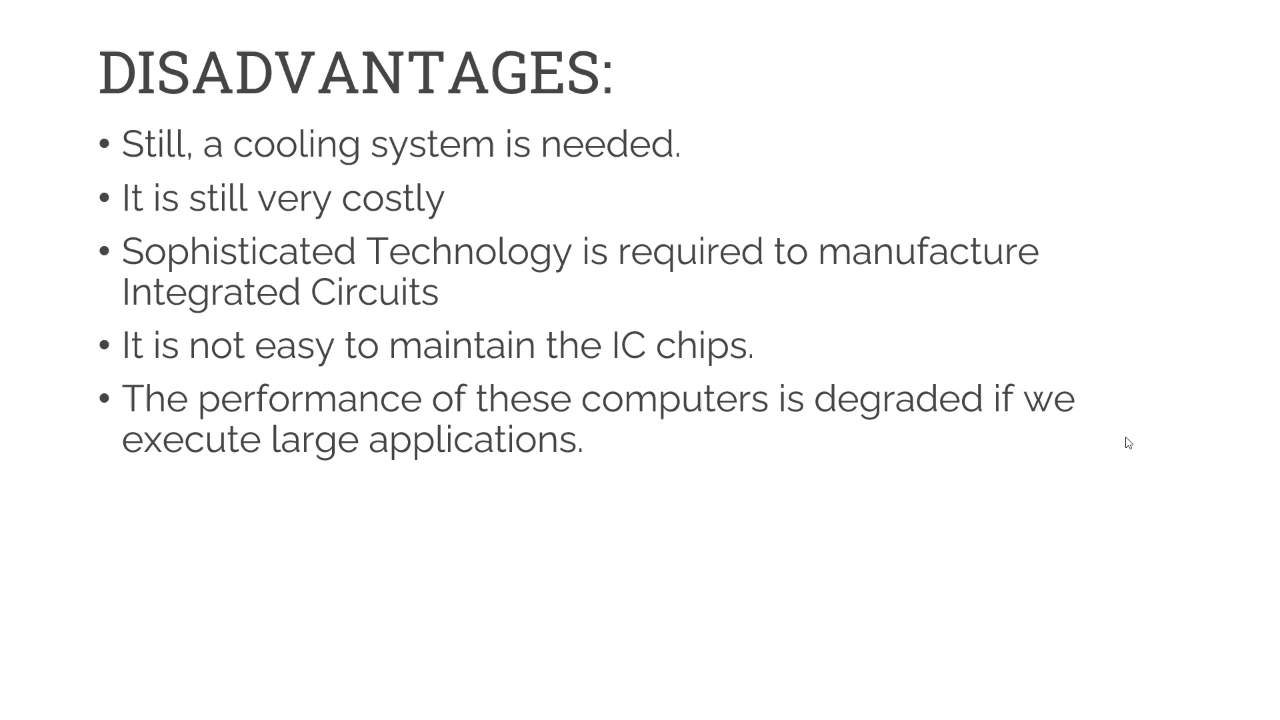 DISADVANTAGES:
• Still, a cooling system is needed.
• It is still very costly
• Sophisticated Technology is required to manufacture
Integrated Circuits
• It is not easy to maintain the IC chips.
• The performance of these computers is degraded if we
execute large applications.